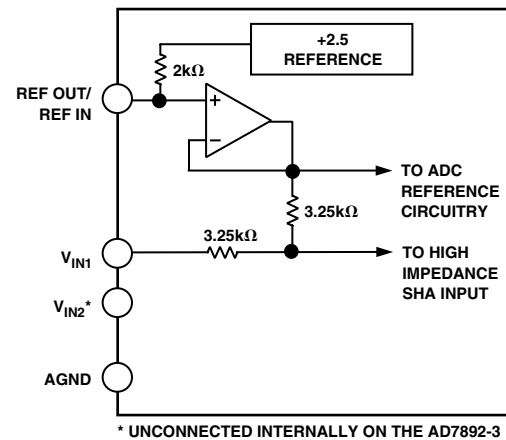 +2.5
REFERENCE
2kΩ
REF OUT/
REF IN
+
−
TO ADC
REFERENCE
CIRCUITRY
3.25kΩ
3.25kΩ
TO HIGH
IMPEDANCE
SHA INPUT
VIN1
VIN2*
AGND
* UNCONNECTED INTERNALLY ON THE AD7892-3